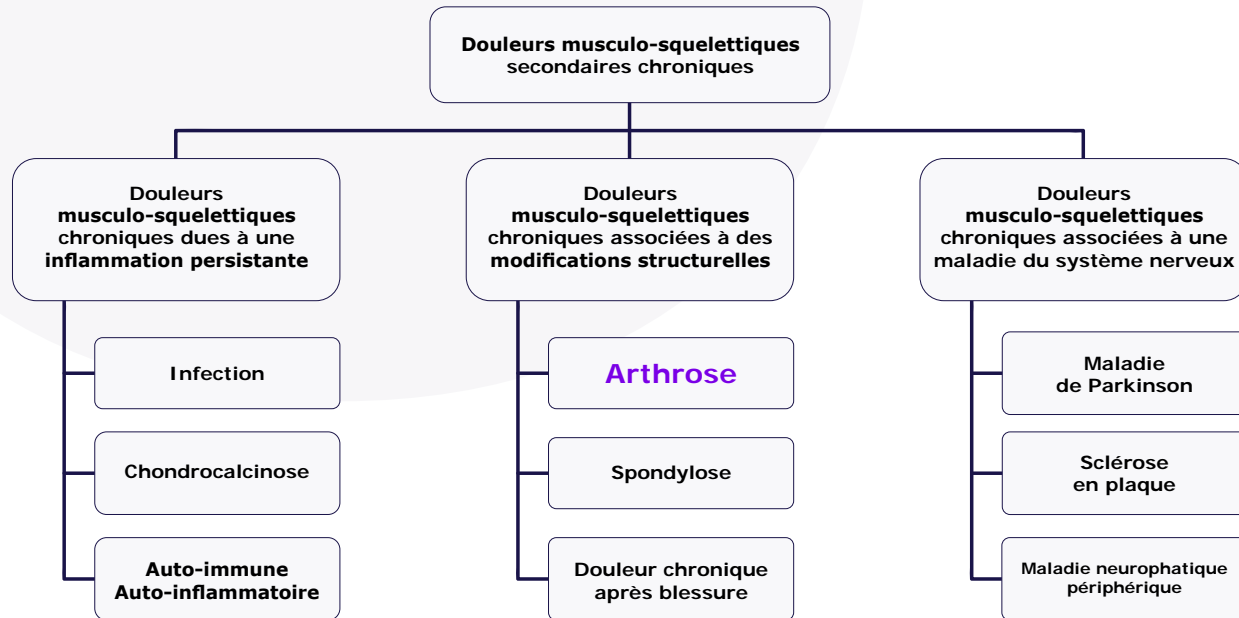 Douleurs musculo-squelettiques
secondaires chroniques
Douleurs
musculo-squelettiques
chroniques dues à une
inflammation persistante
Infection
Chondrocalcinose
Auto-immune
Auto-inflammatoire
Douleurs
musculo-squelettiques
chroniques associées à des
modifications structurelles
Arthrose
Spondylose
Douleur chronique
après blessure
Douleurs
musculo-squelettiques
chroniques associées à une
maladie du système nerveux
Maladie
de Parkinson
Sclérose
en plaque
Maladie neurophatique
périphérique